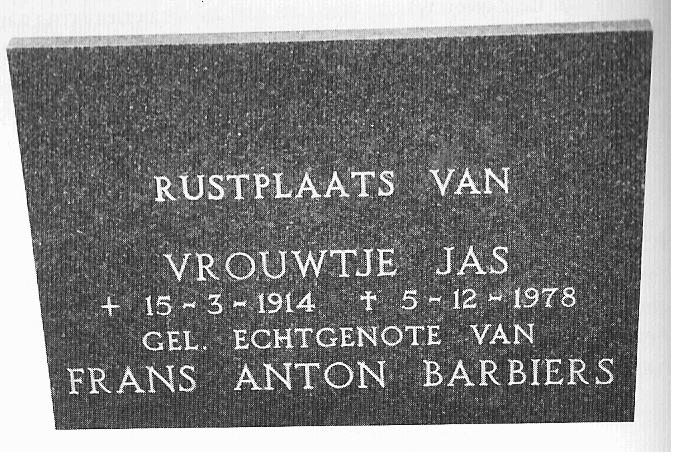 RUSTPLAATS VAN
VROUWTJE JAS
+ 15-3-1914 † 5-12-1978
GEL. ECHTGENOTE VAN
FRANS ANTON BARBIERS